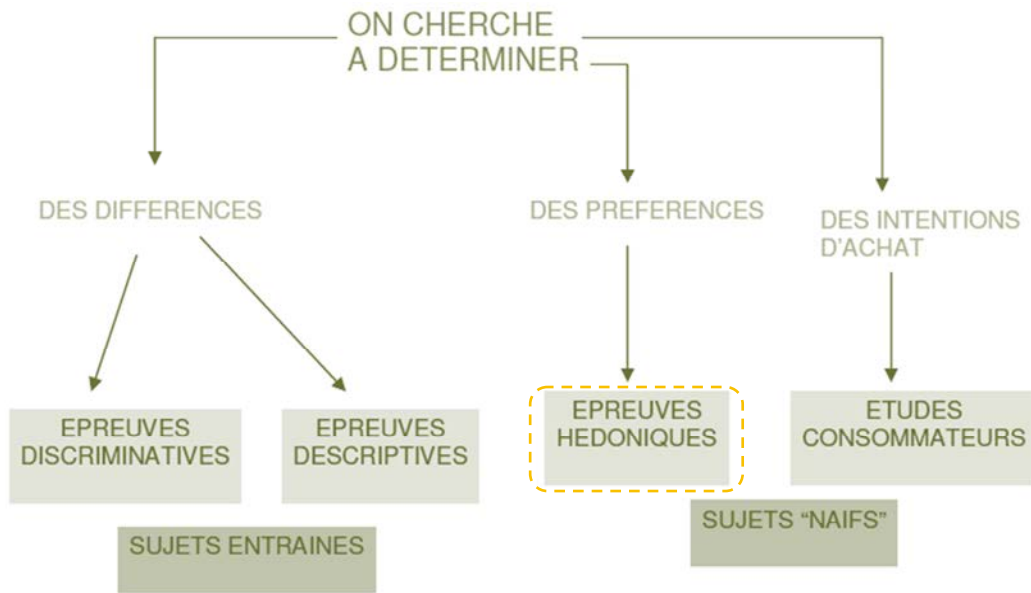 ON CHERCHE
A DETERMINER
DES DIFFERENCES
DES PREFERENCES
DES INTENTIONS
D'ACHAT
EPREUVES
DISCRIMINATIVES
EPREUVES
DESCRIPTIVES
EPREUVES
HEDONIQUES
ETUDES
CONSOMMATEURS
SUJETS ENTRAINES
SUJETS “NAIFS”